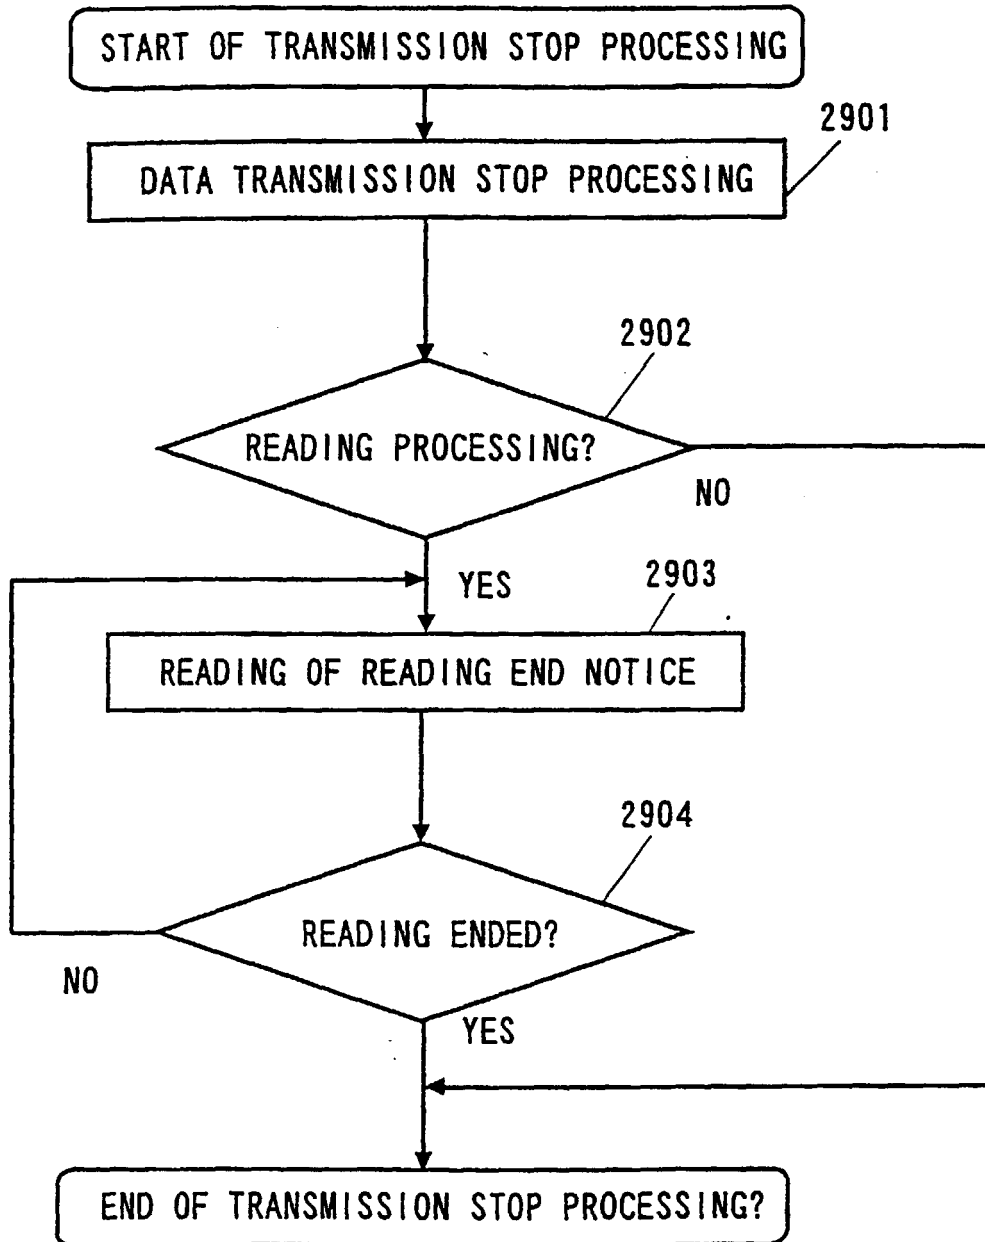 START OF TRANSMISSION STOP PROCESSING
2901
DATA TRANSMISSION STOP PROCESSING
2902
READING PROCESSING?
NO
YES
2903
READING OF READING END NOTICE
2904
READING ENDED?
NO
YES
END OF TRANSMISSION STOP PROCESSING?